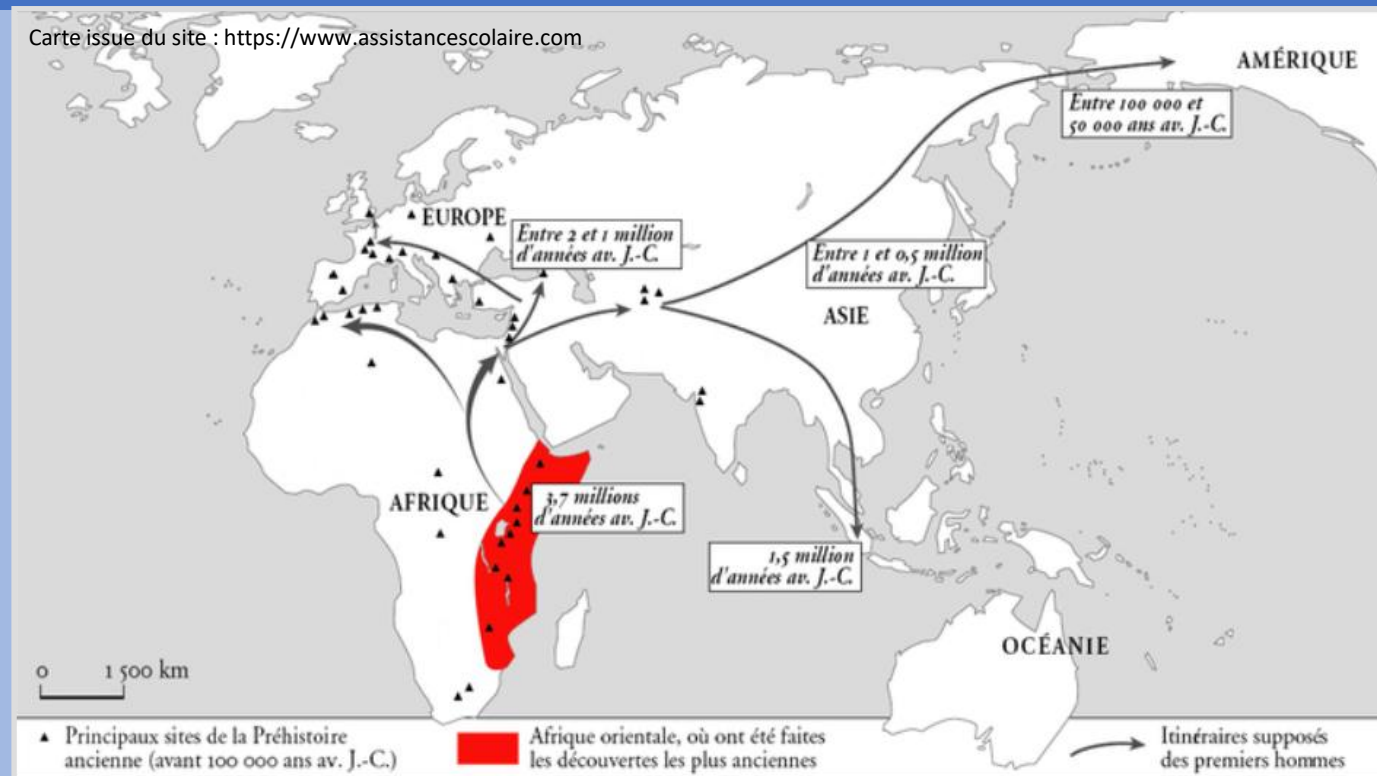 Carte issue du site : https://www.assistancescolaire.com
AMÉRIQUE
Entre 100 000 et
50 000 ans av. J.-C.
EUROPE
Entre 2 et 1 million
d'années av. J.-C.
Entre 1 et 0,5 million
d'années av. J.-C.
ASIE
AFRIQUE
3,7 millions
d'années av. J.-C.
1,5 million
d'années av. J.-C.
OCÉANIE
0 1 500 km
Principaux sites de la Préhistoire
ancienne (avant 100 000 ans av. J.-C.)
Afrique orientale, où ont été faites
les découvertes les plus anciennes
Itinéraires supposés
des premiers hommes